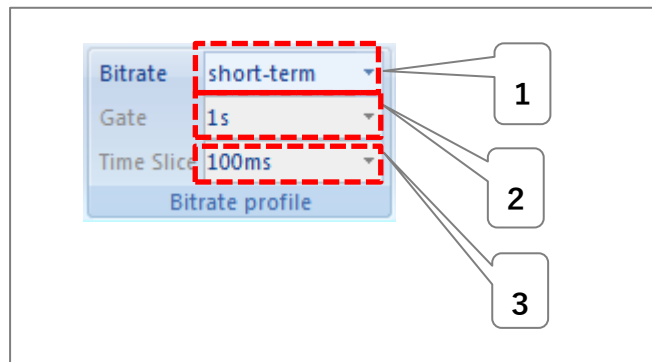 Bitrate short-term
Gate 1s
Time Slice 100ms
Bitrate profile
1
2
3